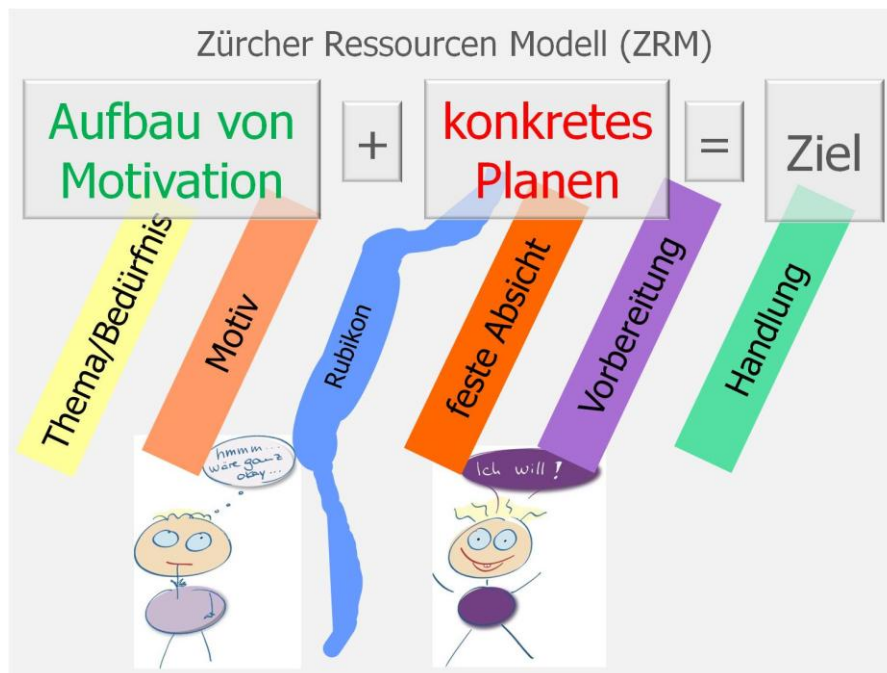 Zürcher Ressourcen Modell (ZRM)
Aufbau von
Motivation
+
konkretes
Planen
=
Ziel
Thema/Bedürfnis
Motiv
Rubikon
feste Absicht
Vorbereitung
Handlung
hmmm...
wäre ganz
okay...
Ich will!